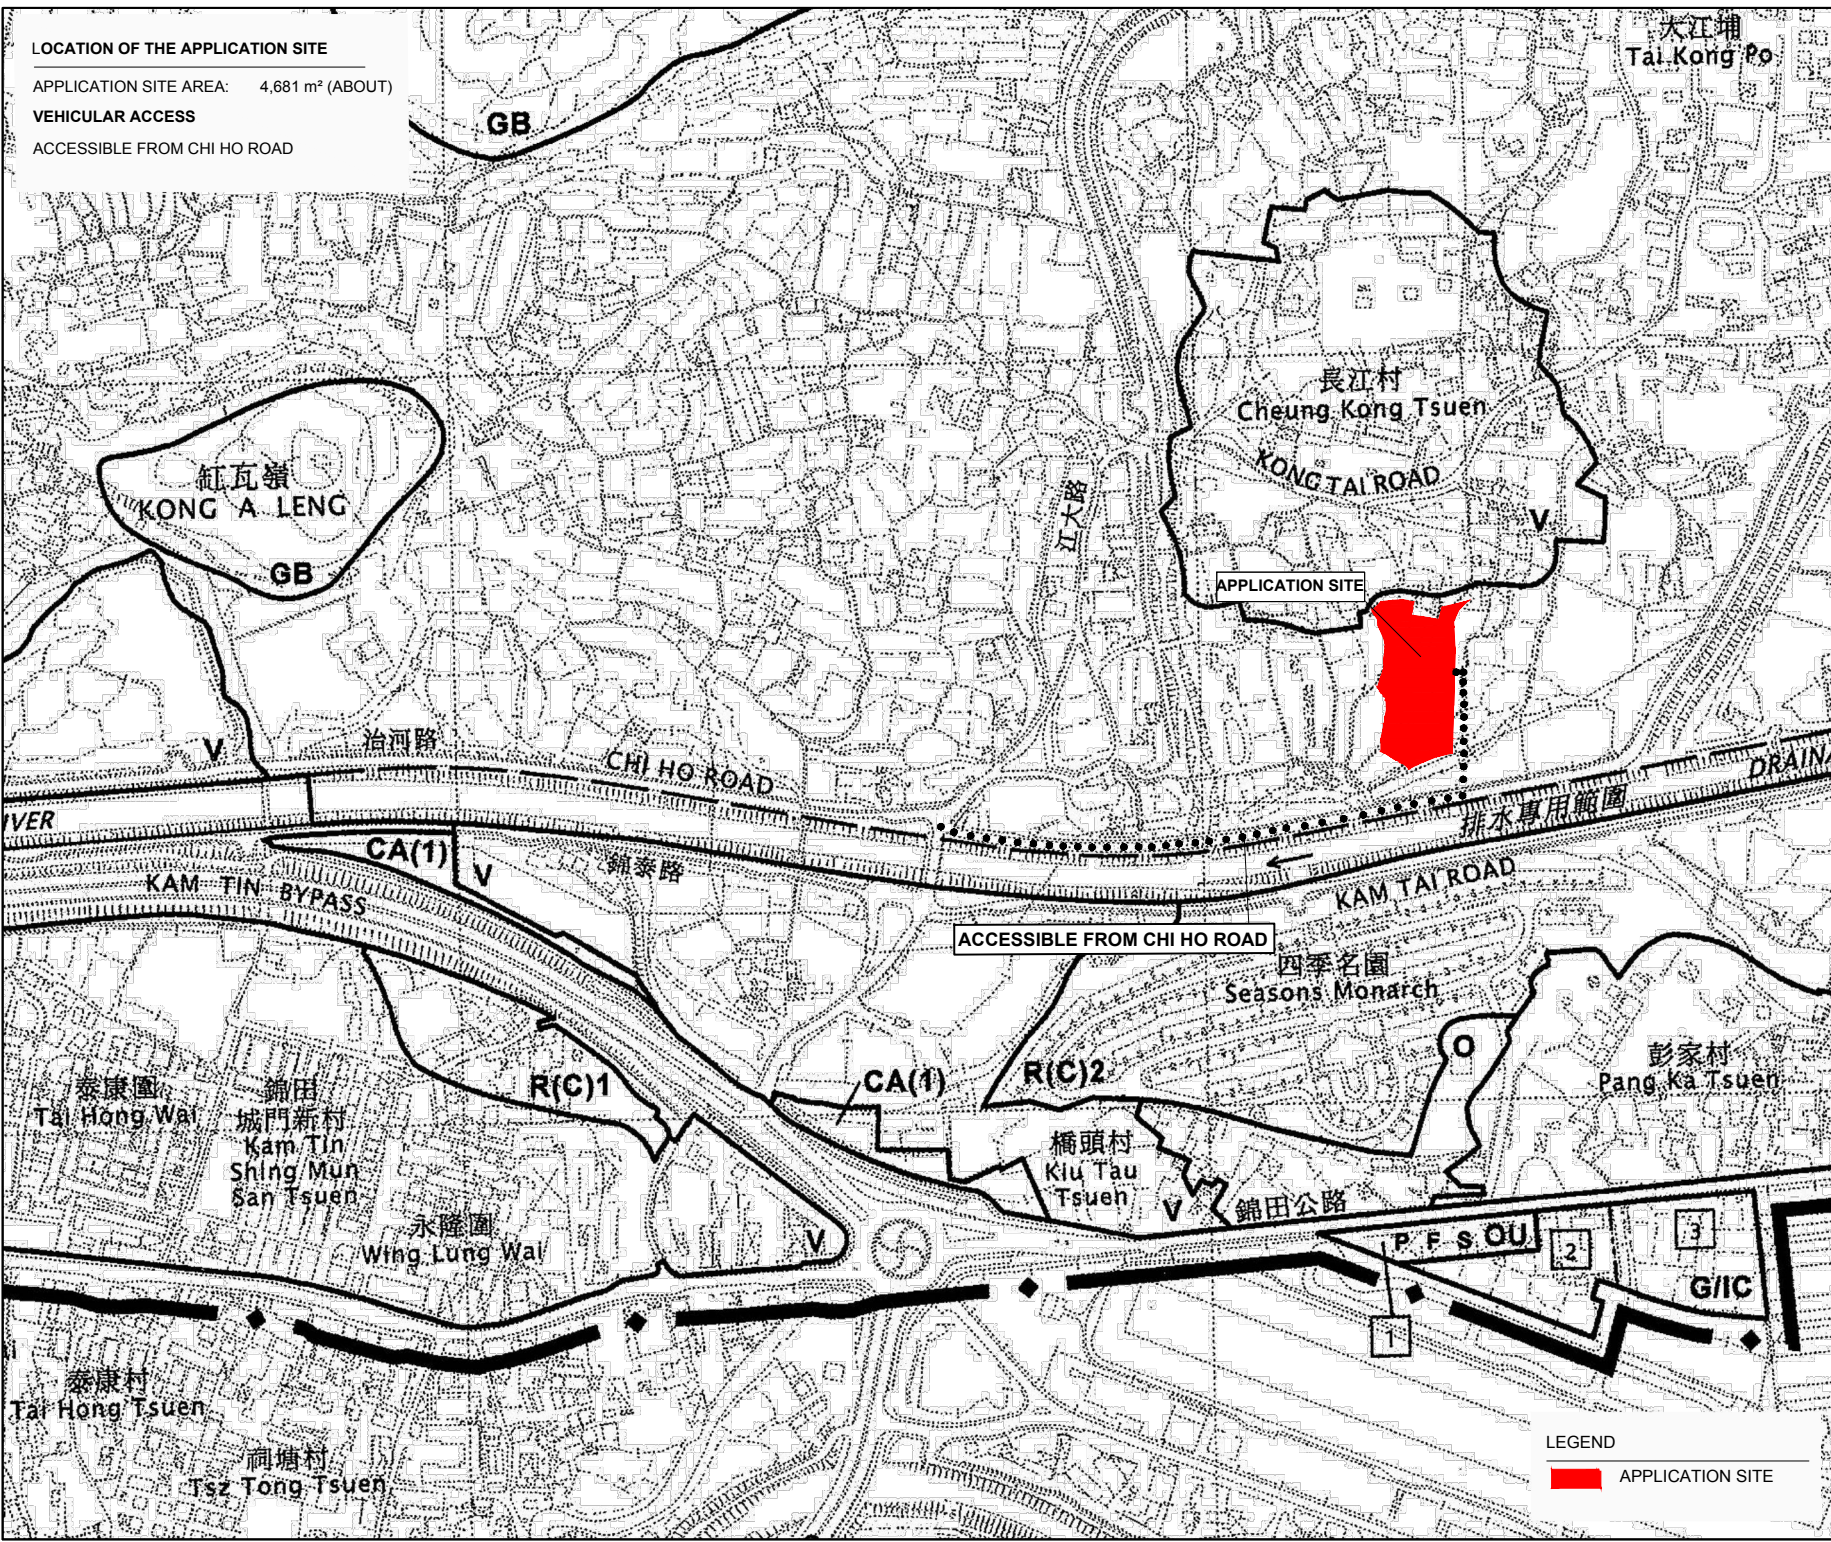 LOCATION OF THE APPLICATION SITE
APPLICATION SITE AREA: 4,681 m² (ABOUT)
VEHICULAR ACCESS
ACCESSIBLE FROM CHI HO ROAD
GB
大江埔
Tai Kong Po
長江村
Cheung Kong Tsuen
KONG TAI ROAD
V
缸瓦嶺
KONG A LENG
GB
江大路
APPLICATION SITE
V
治河路
CHI HO ROAD
DRAINA
IVER
排水專用範圍
CA(1)
V
錦泰路
KAM TIN BYPASS
KAM TAI ROAD
ACCESSIBLE FROM CHI HO ROAD
四季名園
Seasons Monarch
O
彭家村
Pang Ka Tsuen
R(C)1
CA(1)
R(C)2
泰康圍
Tai Hong Wai
錦田
城門新村
Kam Tin
Shing Mun
San Tsuen
橋頭村
Kiu Tau
Tsuen
V
錦田公路
永隆圍
Wing Lung Wai
V
P F S OU
2
3
G/IC
1
泰康村
Tai Hong Tsuen
祠塘村
Tsz Tong Tsuen
LEGEND
APPLICATION SITE